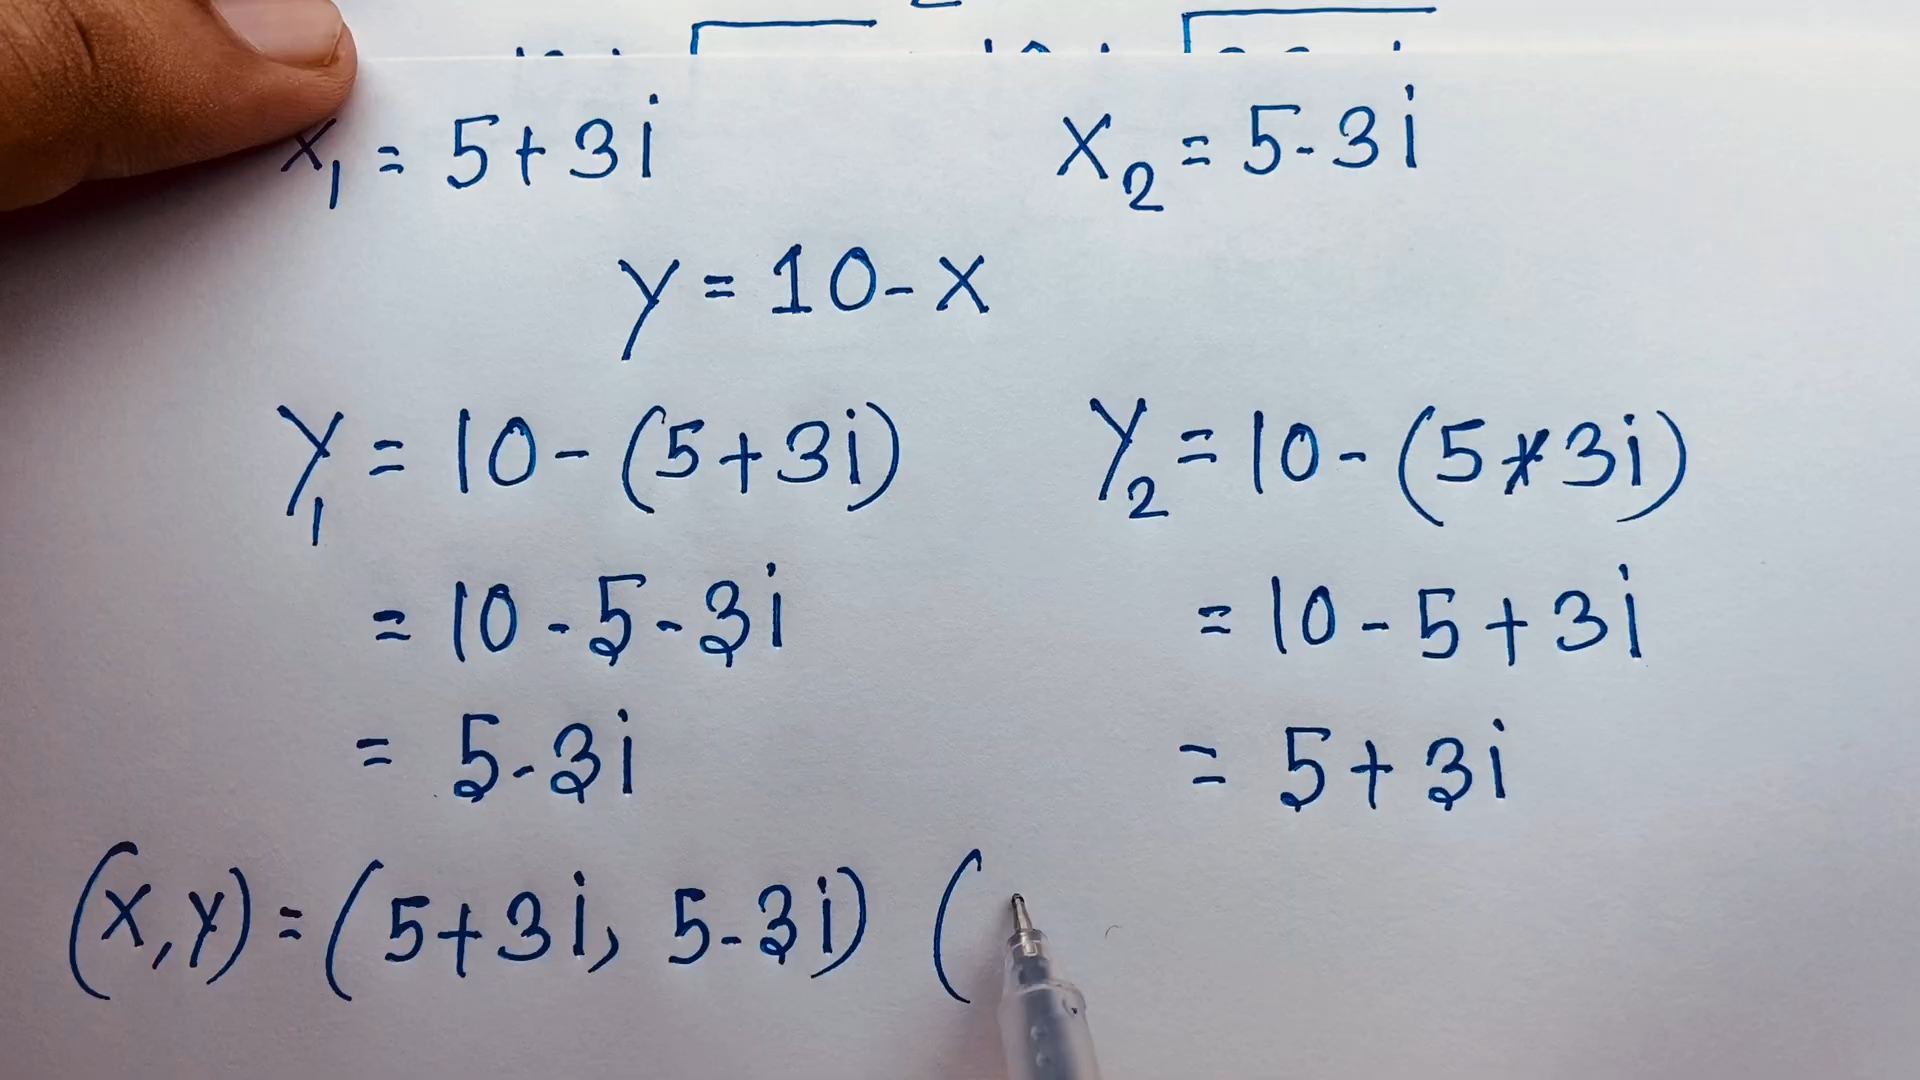 x₁ = 5+3i x₂ = 5-3i
y = 10-x
y₁ = 10-(5+3i) y₂ = 10-(5-3i)
= 10-5-3i = 10-5+3i
= 5-3i = 5+3i
(x,y) = (5+3i, 5-3i) (